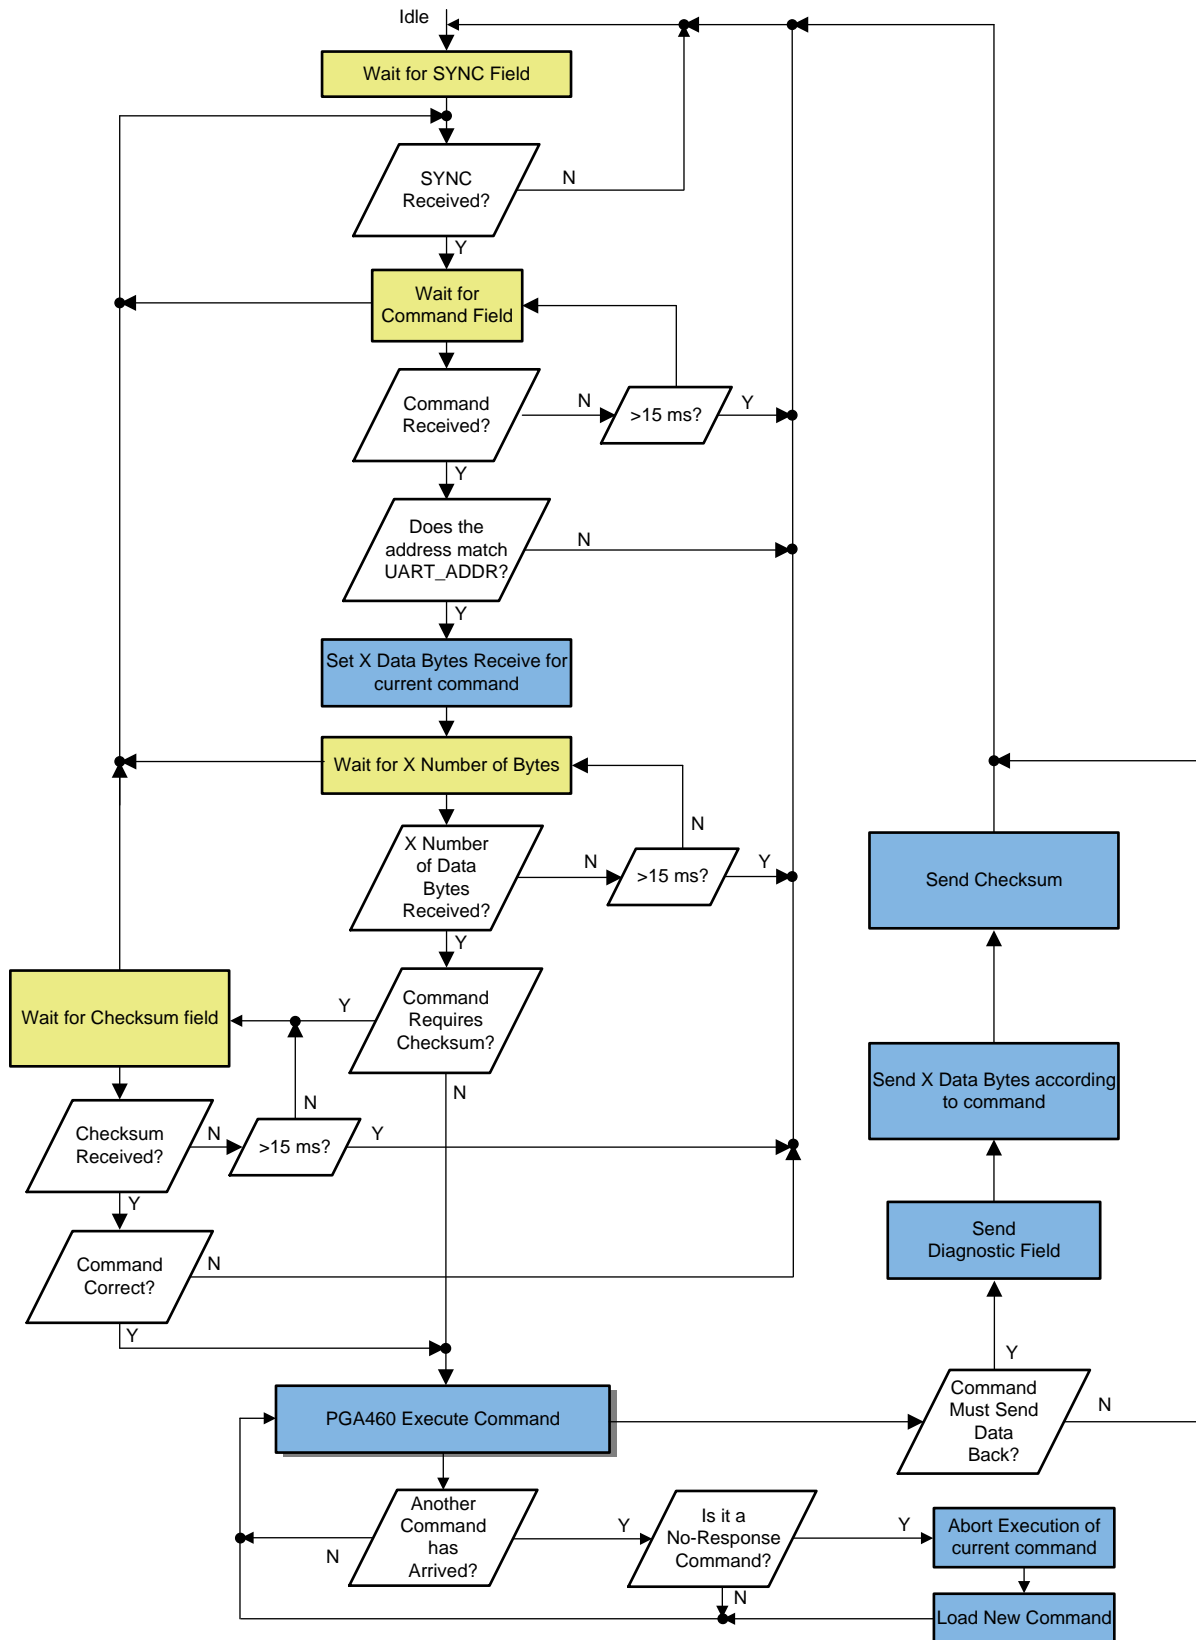 Idle
Wait for SYNC Field
SYNC
Received?
N
Y
Wait for
Command Field
Command
Received?
N
>15 ms?
Y
Y
Does the
address match
UART_ADDR?
N
Y
Set X Data Bytes Receive for
current command
Wait for X Number of Bytes
N
X Number
of Data
Bytes
Received?
N
>15 ms?
Y
Y
Send Checksum
Command
Requires
Checksum?
Y
N
Wait for Checksum field
Checksum
Received?
N
N
>15 ms?
Y
Y
Send X Data Bytes according
to command
Command
Correct?
N
Y
Send
Diagnostic Field
Y
PGA460 Execute Command
Command
Must Send
Data
Back?
N
Another
Command
has
Arrived?
N
Y
Is it a
No-Response
Command?
Y
N
Abort Execution of
current command
Load New Command